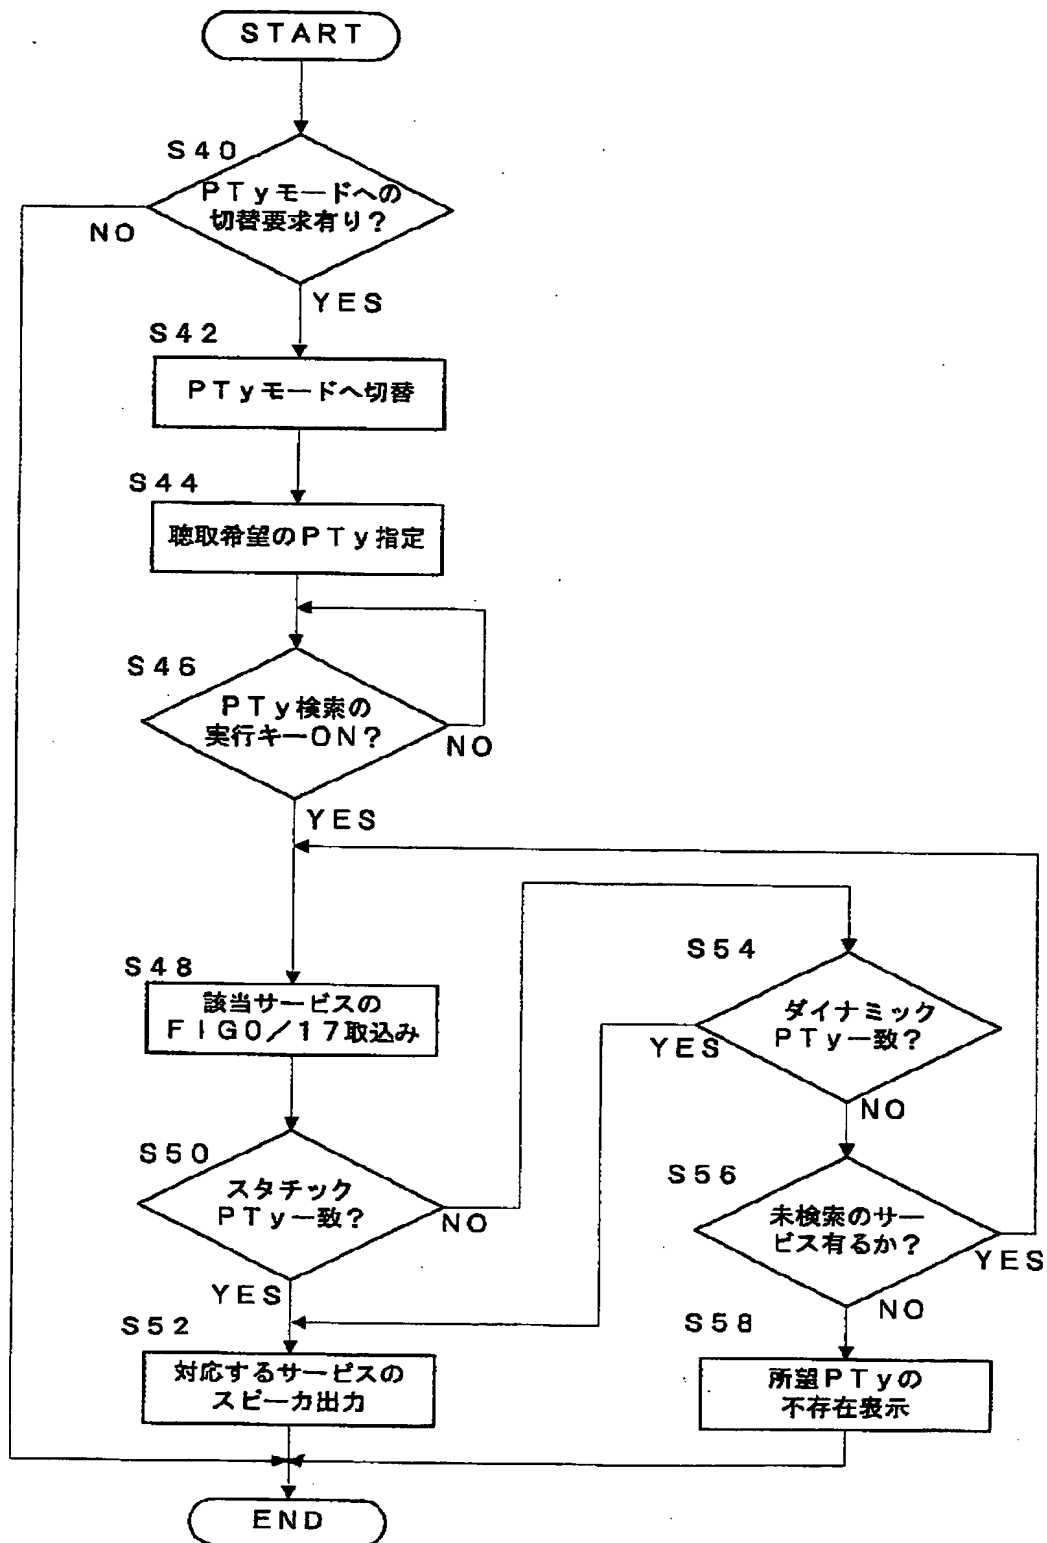 START
S40
PTyモードへの
切替要求有り?
NO
YES
S42
PTyモードへ切替
S44
聴取希望のPTy指定
S46
PTy検索の
実行キーON?
NO
YES
S48
該当サービスの
FIG0/17取込み
S50
スタチック
PTy一致?
NO
YES
S52
対応するサービスの
スピーカ出力
S54
ダイナミック
PTy一致?
YES
NO
S56
未検索のサー
ビス有るか?
YES
NO
S58
所望PTyの
不存在表示
END